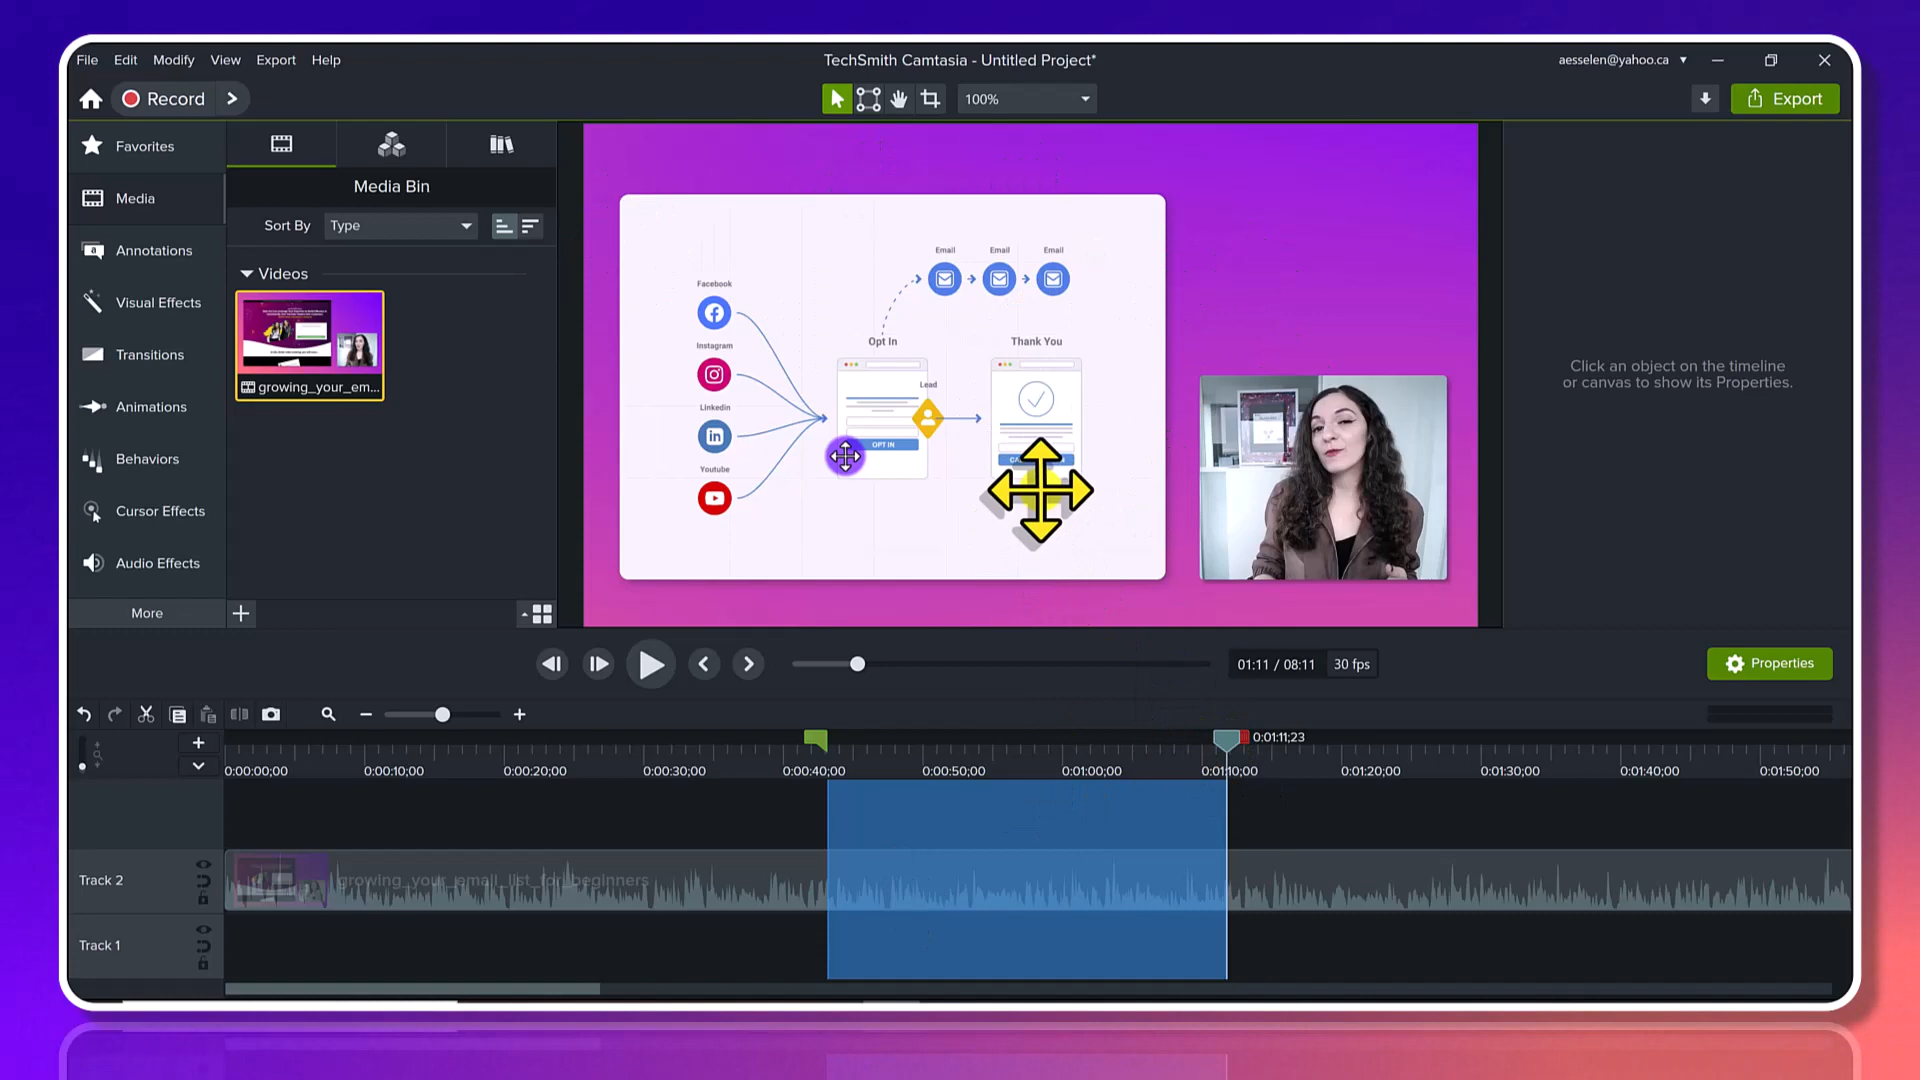 File Edit Modify View Export Help
TechSmith Camtasia - Untitled Project*
aesselen@yahoo.ca
Record
100%
Export
Favorites
Media
Annotations
Visual Effects
Transitions
Animations
Behaviors
Cursor Effects
Audio Effects
More
Media Bin
Sort By Type
Videos
growing_your_em...
Email Email Email
Facebook
Instagram
Linkedin
Youtube
Opt In
Lead
OPT IN
Thank You
Click an object on the timeline
or canvas to show its Properties.
01:11 / 08:11 30 fps
Properties
0:01:11;23
0:00:00;00 0:00:10;00 0:00:20;00 0:00:30;00 0:00:40;00 0:00:50;00 0:01:00;00 0:01:10;00 0:01:20;00 0:01:30;00 0:01:40;00 0:01:50;00
Track 2
growing_your_email_list_for_beginners
Track 1